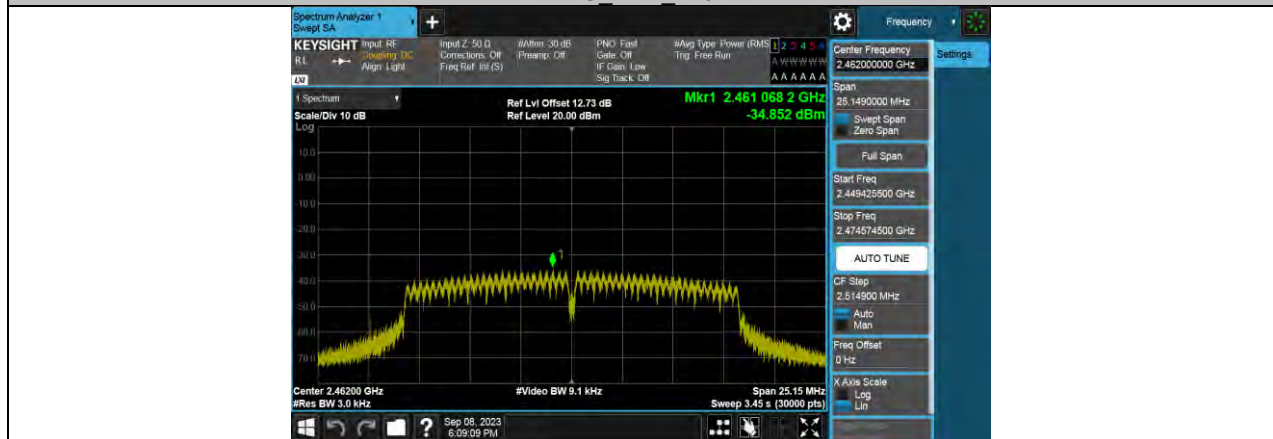 Spectrum Analyzer 1
Swept SA
+
Frequency
KEYSIGHT
Input: RF
Coupling: DC
Align: Light
RL
LXI
Input Z: 50 Ω
Corrections: Off
Freq Ref: Int (S)
#Atten: 30 dB
Preamp: Off
PNO: Fast
Gate: Off
IF Gain: Low
Sig Track: Off
#Avg Type: Power (RMS
Trig: Free Run
1 2 3 4 5 6
A W W W W W
A A A A A A
Center Frequency
2.462000000 GHz
Settings
1 Spectrum
Scale/Div 10 dB
Log
Ref Lvl Offset 12.73 dB
Ref Level 20.00 dBm
Mkr1 2.461 068 2 GHz
-34.852 dBm
Span
25.1490000 MHz
Swept Span
Zero Span
Full Span
Start Freq
2.449425500 GHz
Stop Freq
2.474574500 GHz
AUTO TUNE
CF Step
2.514900 MHz
Auto
Man
Freq Offset
0 Hz
X Axis Scale
Log
Lin
10.0
0.00
-10.0
-20.0
-30.0
-40.0
-50.0
-60.0
-70.0
1
Center 2.46200 GHz
#Res BW 3.0 kHz
#Video BW 9.1 kHz
Span 25.15 MHz
Sweep 3.45 s (30000 pts)
?
Sep 08, 2023
6:09:09 PM